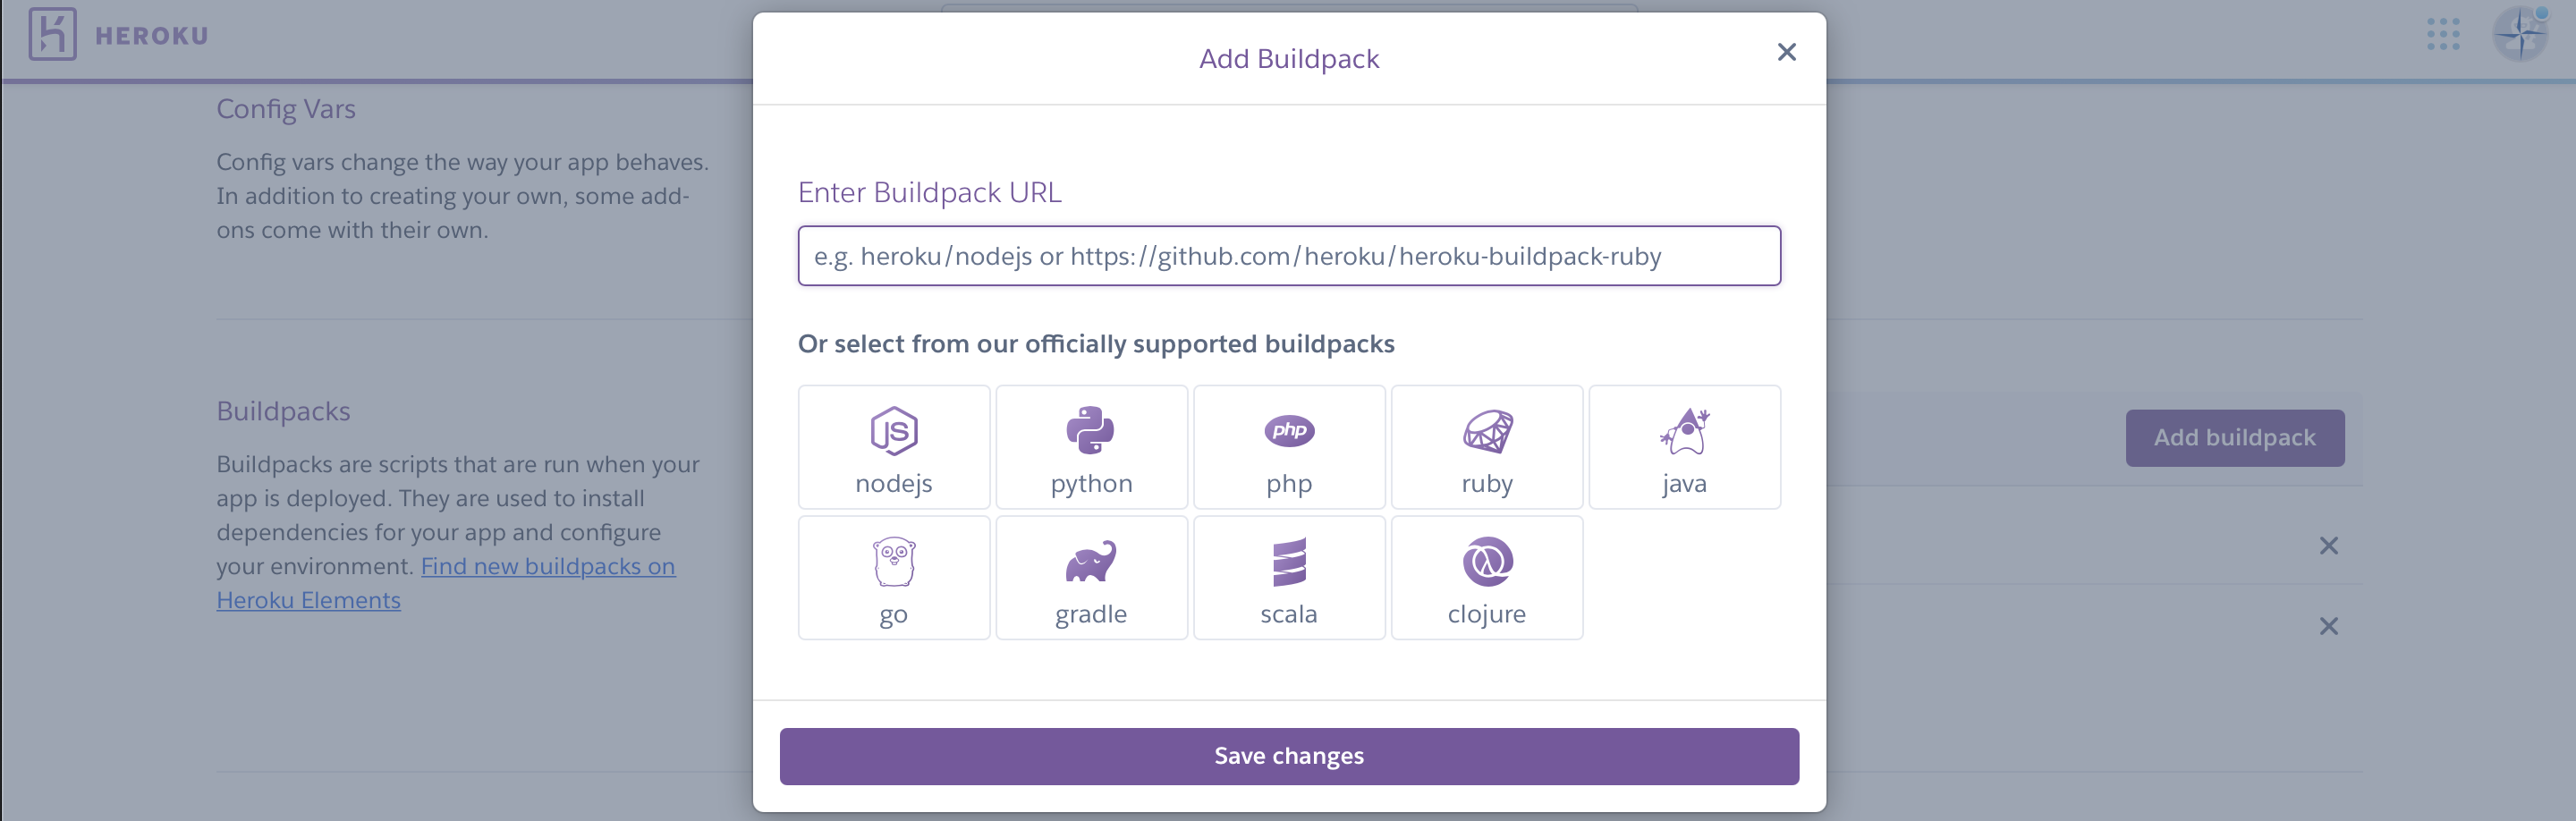 HEROKU
Config Vars
Config vars change the way your app behaves.
In addition to creating your own, some add-
ons come with their own.
Buildpacks
Buildpacks are scripts that are run when your
app is deployed. They are used to install
dependencies for your app and configure
your environment. Find new buildpacks on
Heroku Elements
Add buildpack
Add Buildpack
Enter Buildpack URL
e.g. heroku/nodejs or https://github.com/heroku/heroku-buildpack-ruby
Or select from our officially supported buildpacks
JS
nodejs
python
php
php
ruby
java
go
gradle
scala
clojure
Save changes